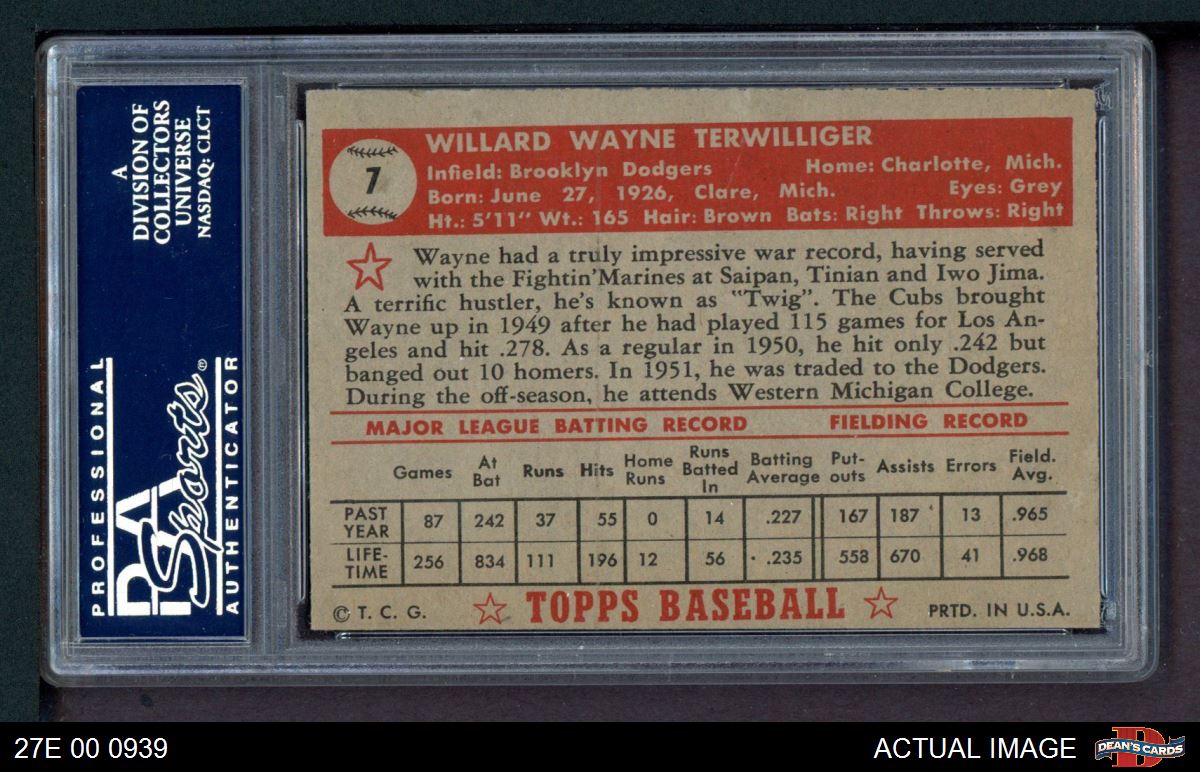 A
DIVISION OF
COLLECTORS
UNIVERSE
NASDAQ: CLCT
PROFESSIONAL
PSA
Sports®
AUTHENTICATOR
7
WILLARD WAYNE TERWILLIGER
Infield: Brooklyn Dodgers Home: Charlotte, Mich.
Born: June 27, 1926, Clare, Mich. Eyes: Grey
Ht.: 5'11" Wt.: 165 Hair: Brown Bats: Right Throws: Right
Wayne had a truly impressive war record, having served
with the Fightin' Marines at Saipan, Tinian and Iwo Jima.
A terrific hustler, he's known as "Twig". The Cubs brought
Wayne up in 1949 after he had played 115 games for Los An-
geles and hit .278. As a regular in 1950, he hit only .242 but
banged out 10 homers. In 1951, he was traded to the Dodgers.
During the off-season, he attends Western Michigan College.
MAJOR LEAGUE BATTING RECORD FIELDING RECORD
Games At Bat Runs Hits Home Runs Runs Batted In Batting Average Put-outs Assists Errors Field. Avg.
PAST YEAR 87 242 37 55 0 14 .227 167 187 13 .965
LIFE-TIME 256 834 111 196 12 56 .235 558 670 41 .968
© T. C. G. TOPPS BASEBALL PRTD. IN U.S.A.
27E 00 0939 ACTUAL IMAGE DEAN'S CARDS